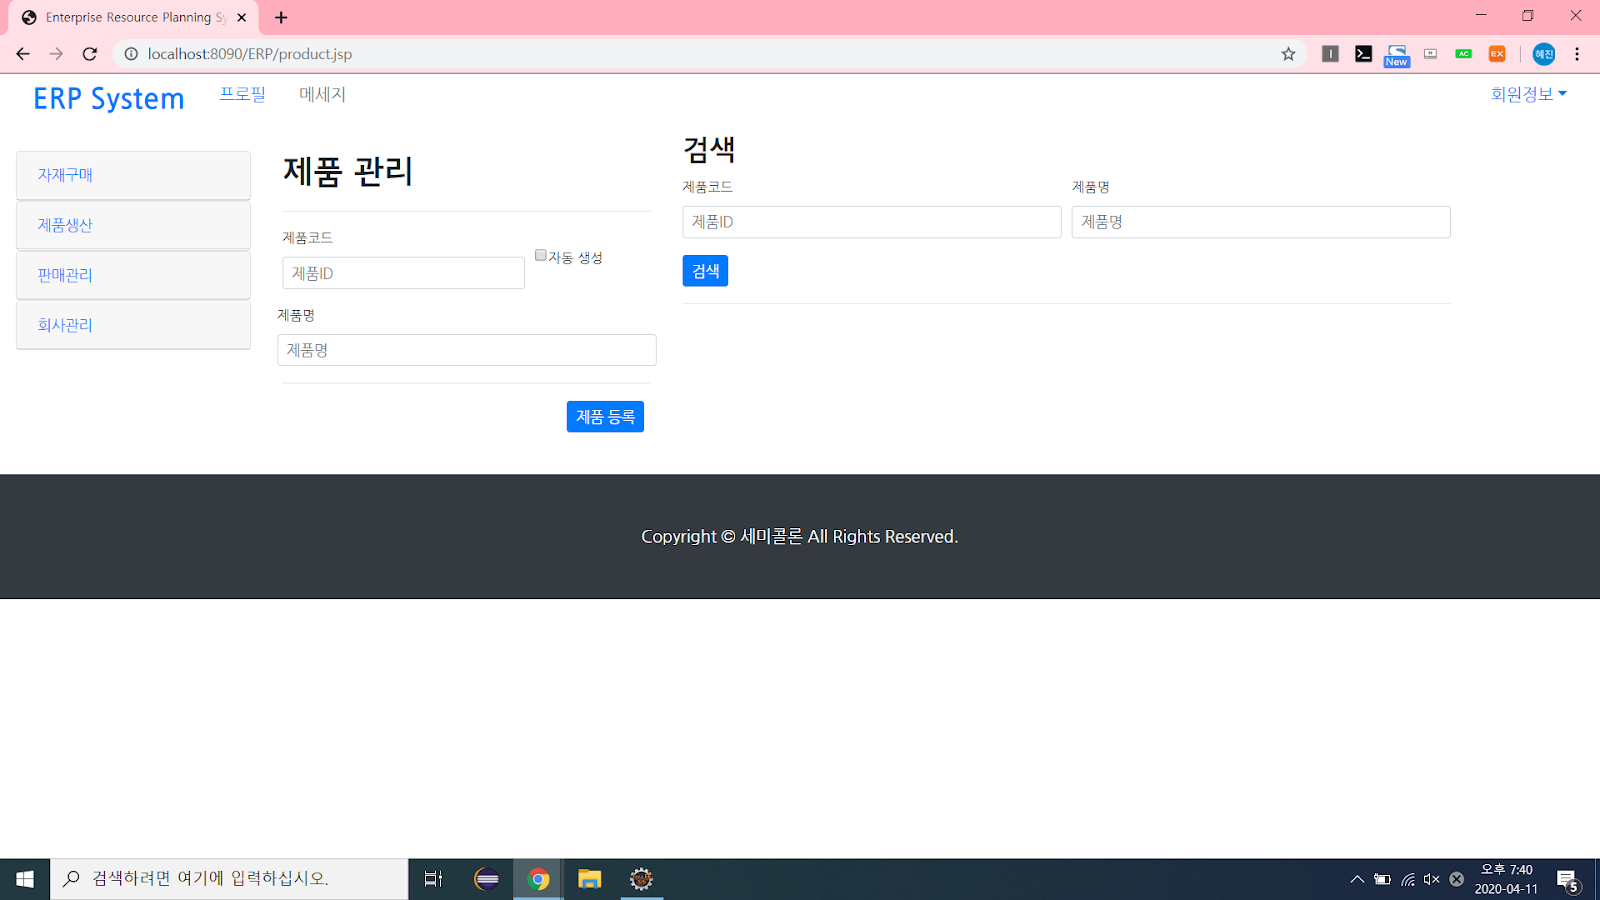 Enterprise Resource Planning Sy
localhost:8090/ERP/product.jsp
New
AC
EX
혜진
ERP System
프로필
메세지
회원정보
자재구매
제품생산
판매관리
회사관리
제품 관리
제품코드
제품ID
자동 생성
제품명
제품명
제품 등록
검색
제품코드
제품명
제품ID
제품명
검색
Copyright © 세미콜론 All Rights Reserved.
검색하려면 여기에 입력하십시오.
오후 7:40
2020-04-11
5